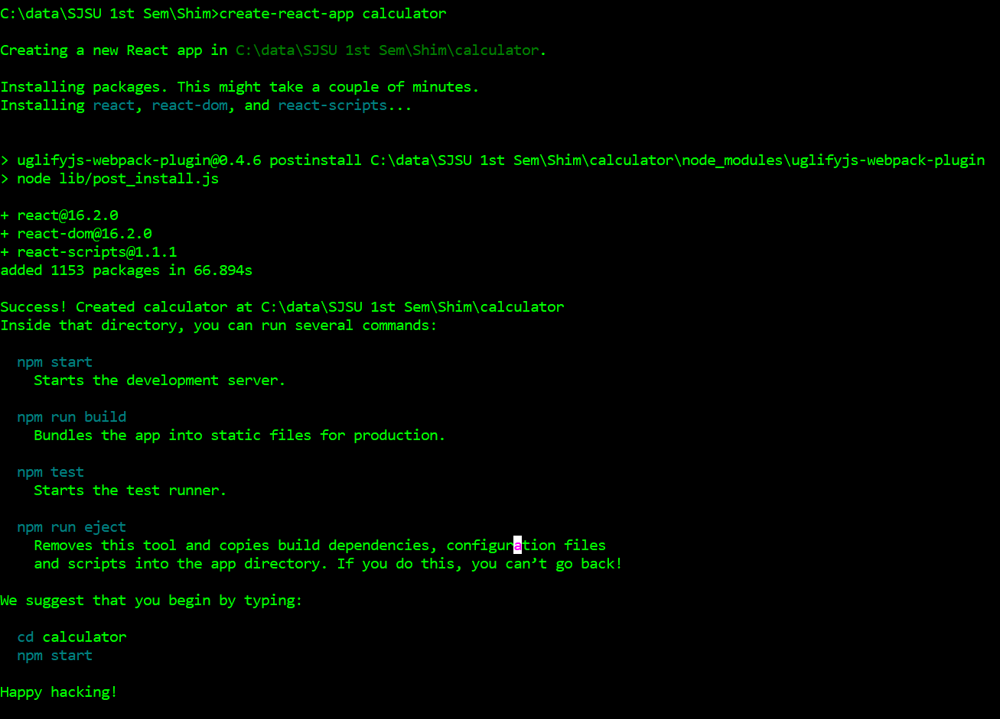 C:\data\SJSU 1st Sem\Shim>create-react-app calculator
Creating a new React app in C:\data\SJSU 1st Sem\Shim\calculator.
Installing packages. This might take a couple of minutes.
Installing react, react-dom, and react-scripts...
> uglifyjs-webpack-plugin@0.4.6 postinstall C:\data\SJSU 1st Sem\Shim\calculator\node_modules\uglifyjs-webpack-plugin
> node lib/post_install.js
+ react@16.2.0
+ react-dom@16.2.0
+ react-scripts@1.1.1
added 1153 packages in 66.894s
Success! Created calculator at C:\data\SJSU 1st Sem\Shim\calculator
Inside that directory, you can run several commands:
npm start
Starts the development server.
npm run build
Bundles the app into static files for production.
npm test
Starts the test runner.
npm run eject
Removes this tool and copies build dependencies, configuration files
and scripts into the app directory. If you do this, you can’t go back!
We suggest that you begin by typing:
cd calculator
npm start
Happy hacking!